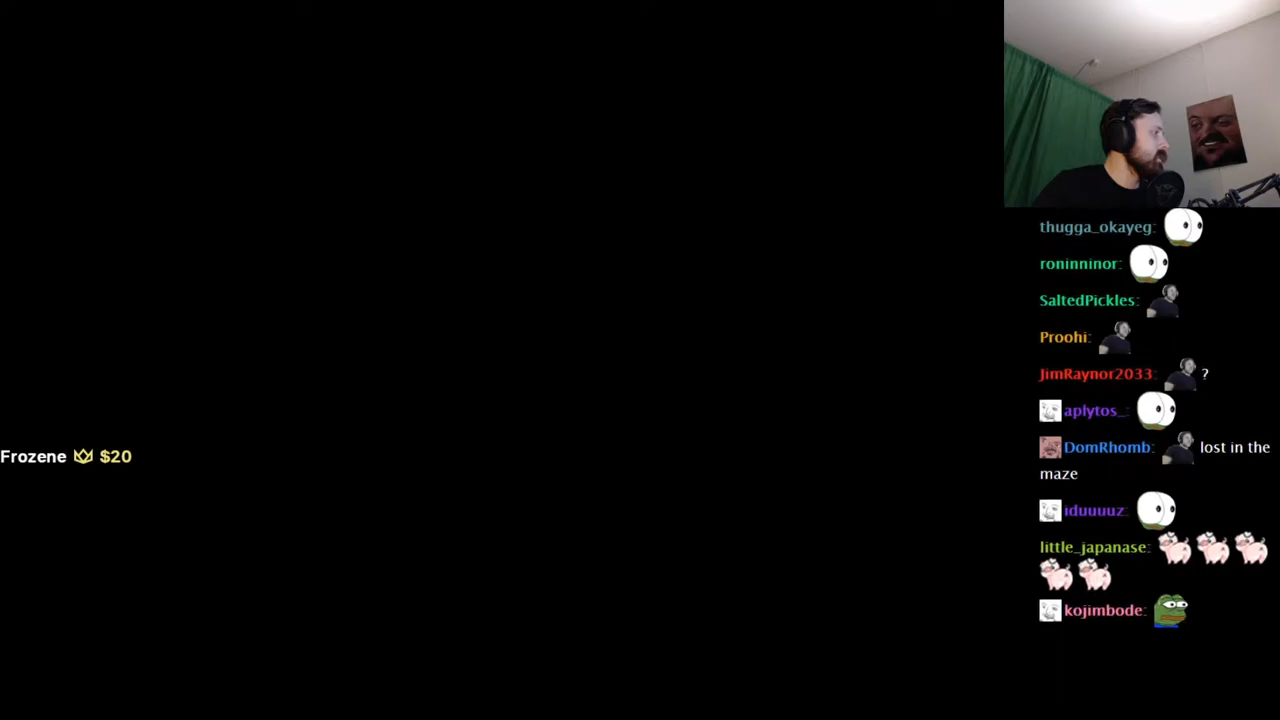 thugga_okayeg:
roninninor:
SaltedPickles:
Proohi:
JimRaynor2033: ?
aplytos_:
DomRhomb: lost in the
maze
Frozene $20
iduuuuz:
little_japanase:
kojimbode: